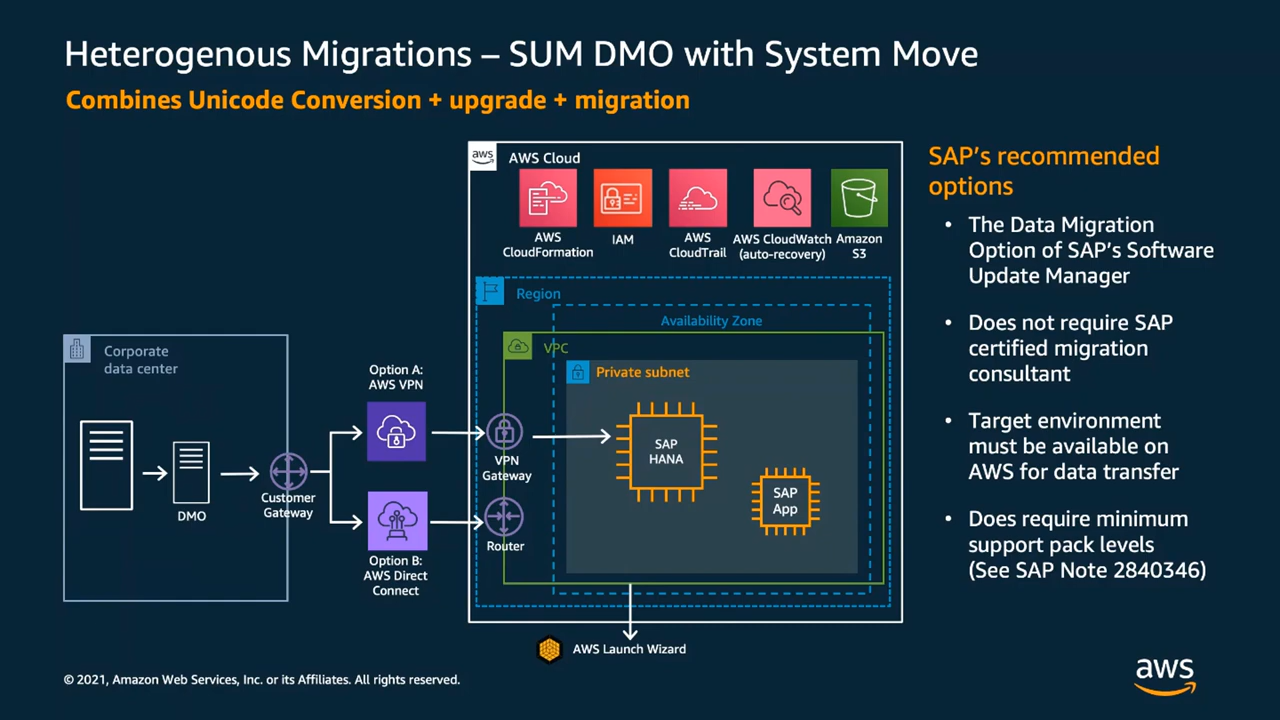 Heterogenous Migrations – SUM DMO with System Move
Combines Unicode Conversion + upgrade + migration
aws
AWS Cloud
AWS
CloudFormation
IAM
AWS
CloudTrail
AWS CloudWatch
(auto-recovery)
Amazon
S3
Region
Availability Zone
VPC
Private subnet
SAP
HANA
SAP
App
Corporate
data center
DMO
Customer
Gateway
Option A:
AWS VPN
Option B:
AWS Direct
Connect
VPN
Gateway
Router
AWS Launch Wizard
SAP's recommended
options
• The Data Migration
Option of SAP's Software
Update Manager
• Does not require SAP
certified migration
consultant
• Target environment
must be available on
AWS for data transfer
• Does require minimum
support pack levels
(See SAP Note 2840346)
© 2021, Amazon Web Services, Inc. or its Affiliates. All rights reserved.
aws